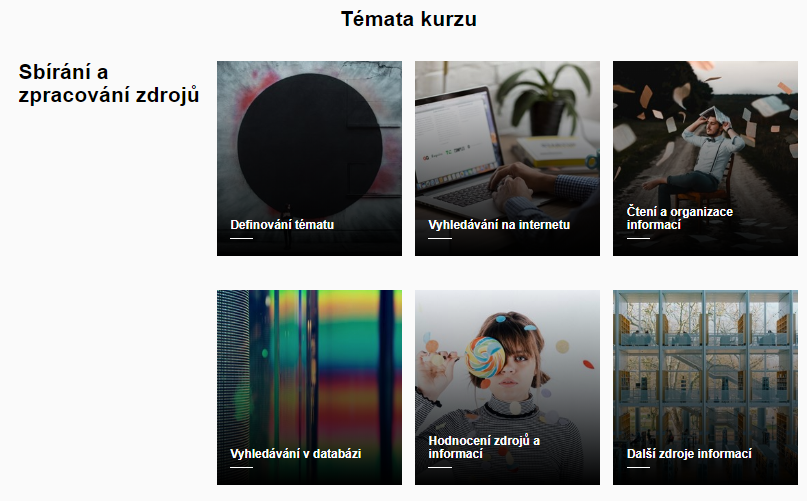 Témata kurzu
Sbírání a
zpracování zdrojů
Definování tématu
Vyhledávání na internetu
Čtení a organizace
informací
Vyhledávání v databázi
Hodnocení zdrojů a
informací
Další zdroje informací